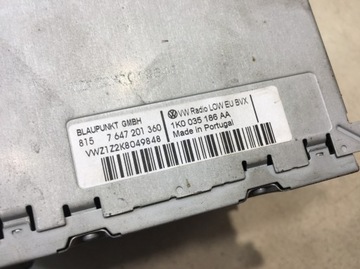 BLAUPUNKT GMBH
815 7 647 201 360
VWZ1Z2K8049848
VW Radio LOW EU BVX
1K0 035 186 AA
Made in Portugal